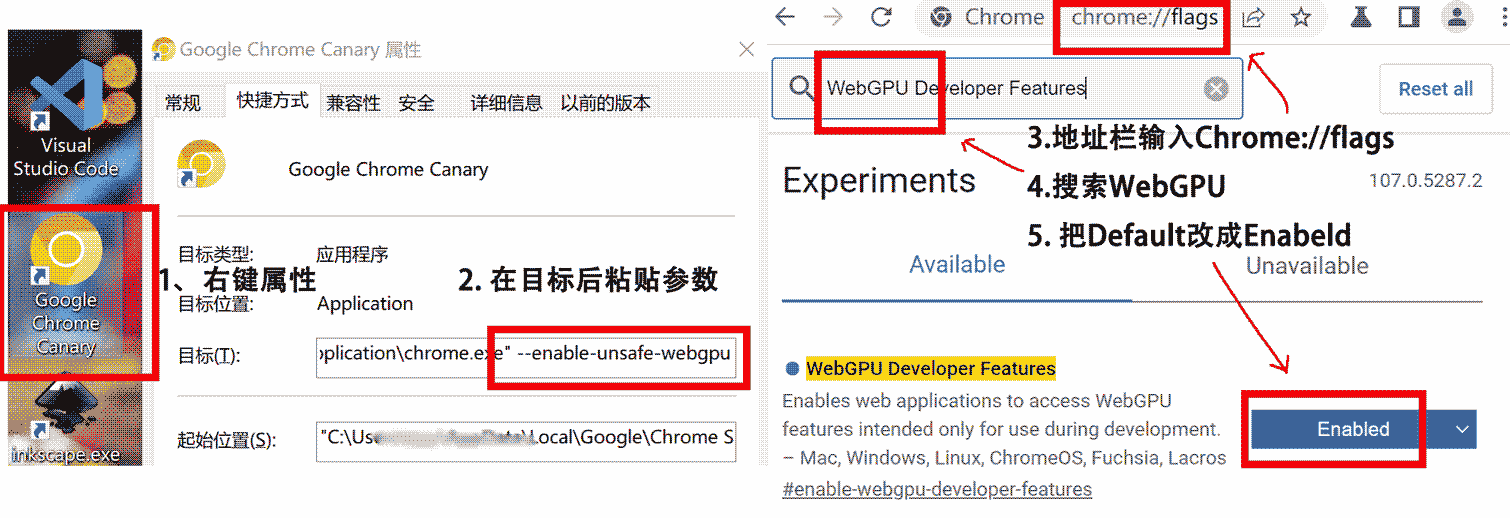 Visual
Studio Code
Google
Chrome
Canary
inkscape.exe
Google Chrome Canary 属性
常规 快捷方式 兼容性 安全 详细信息 以前的版本
Google Chrome Canary
目标类型: 应用程序
1、右键属性
2. 在目标后粘贴参数
目标位置: Application
目标(T): plication\chrome.exe" --enable-unsafe-webgpu
起始位置(S): "C:\Use Local\Google\Chrome S
Chrome chrome://flags
WebGPU Developer Features
Reset all
3.地址栏输入Chrome://flags
Experiments
4.搜索WebGPU
107.0.5287.2
5. 把Default改成Enabeld
Available Unavailable
WebGPU Developer Features
Enables web applications to access WebGPU
features intended only for use during development.
– Mac, Windows, Linux, ChromeOS, Fuchsia, Lacros
#enable-webgpu-developer-features
Enabled